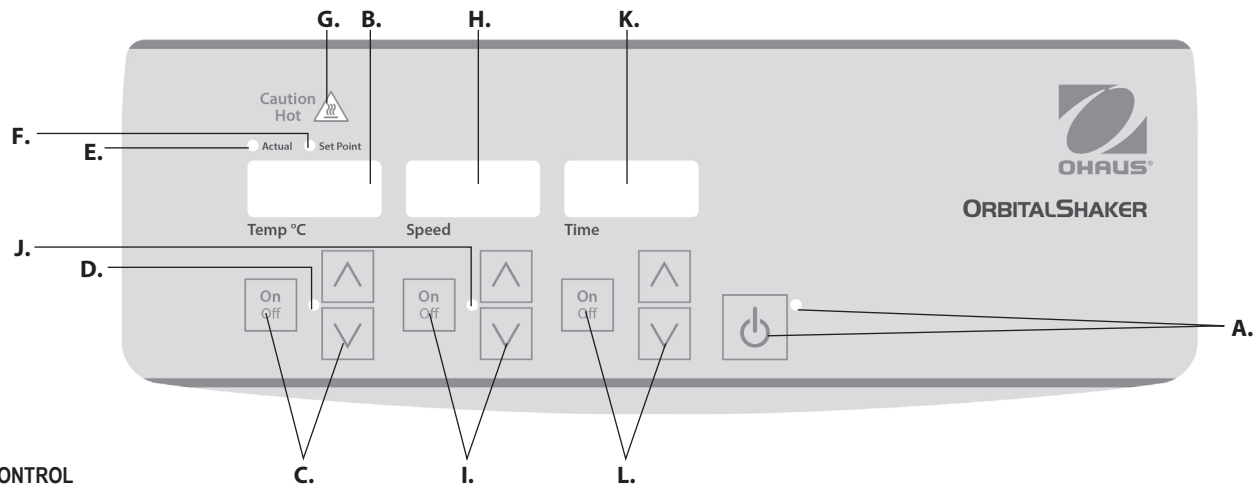 G. B. H. K.
Caution
Hot
F.
E.
Actual Set Point
OHAUS®
ORBITALSHAKER
Temp °C Speed Time
J.
D.
On
Off
On
Off
On
Off
A.
ONTROL
C. I. L.